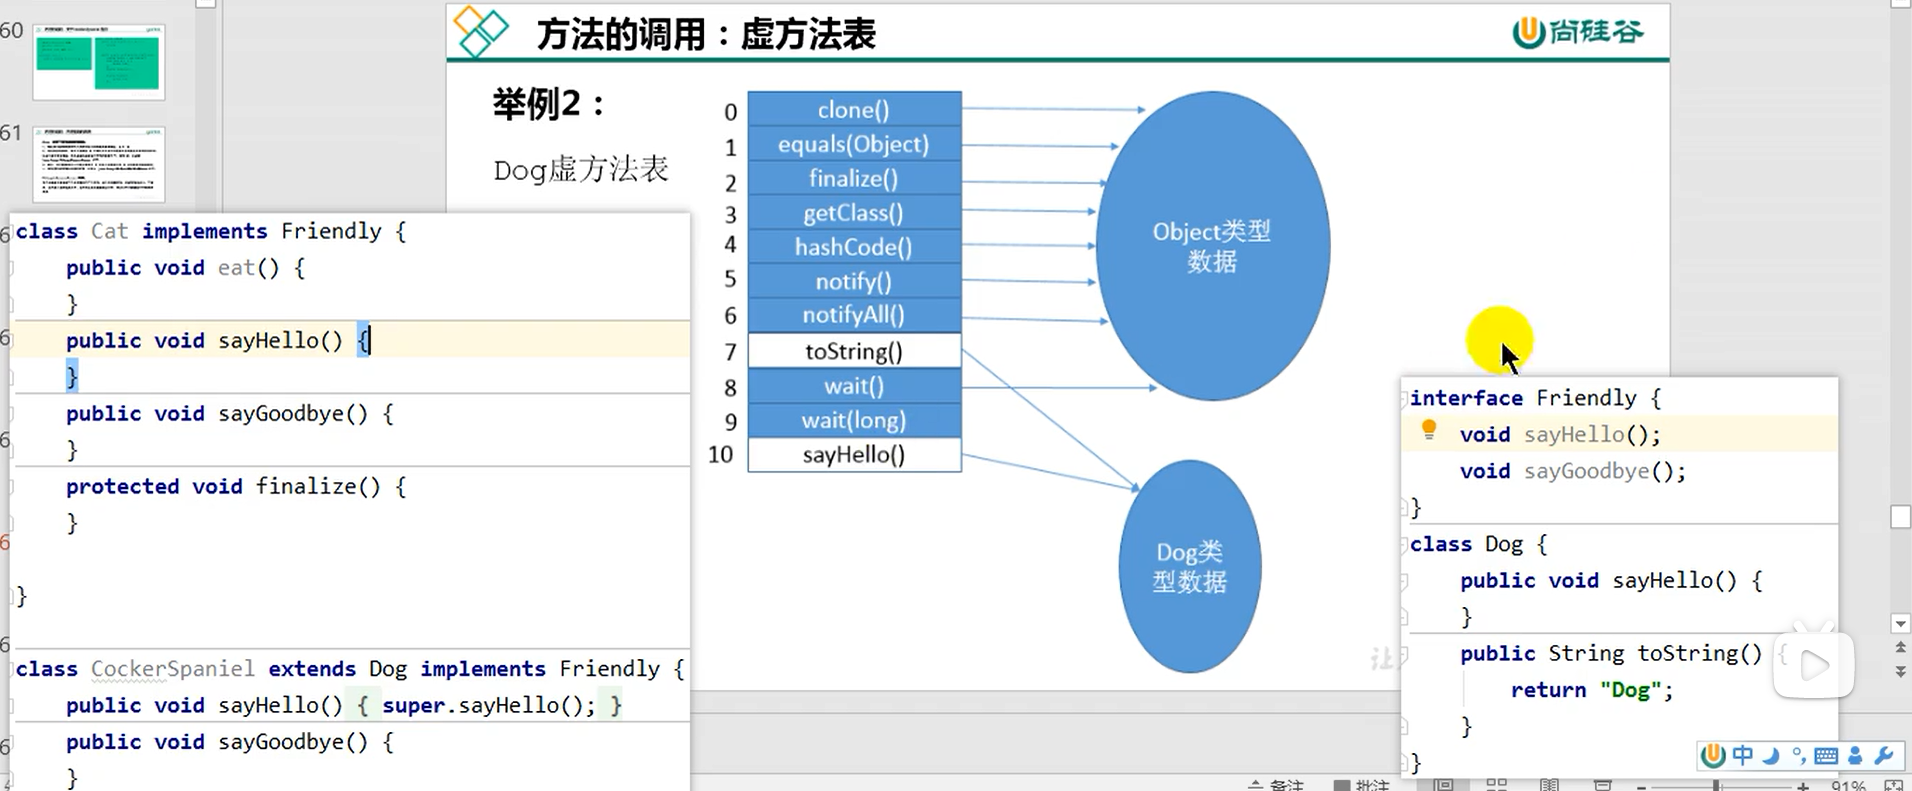 60
61
方法的调用：虚方法表
尚硅谷
举例2：
Dog虚方法表
0 clone()
1 equals(Object)
2 finalize()
3 getClass()
4 hashCode()
5 notify()
6 notifyAll()
7 toString()
8 wait()
9 wait(long)
10 sayHello()
Object类型
数据
Dog类
型数据
class Cat implements Friendly {
public void eat() {
}
public void sayHello() {
}
public void sayGoodbye() {
}
protected void finalize() {
}
}
class CockerSpaniel extends Dog implements Friendly {
public void sayHello() { super.sayHello(); }
public void sayGoodbye() {
}
interface Friendly {
void sayHello();
void sayGoodbye();
}
class Dog {
public void sayHello() {
}
public String toString() {
return "Dog";
}
}
让
中
备注
批注
91%